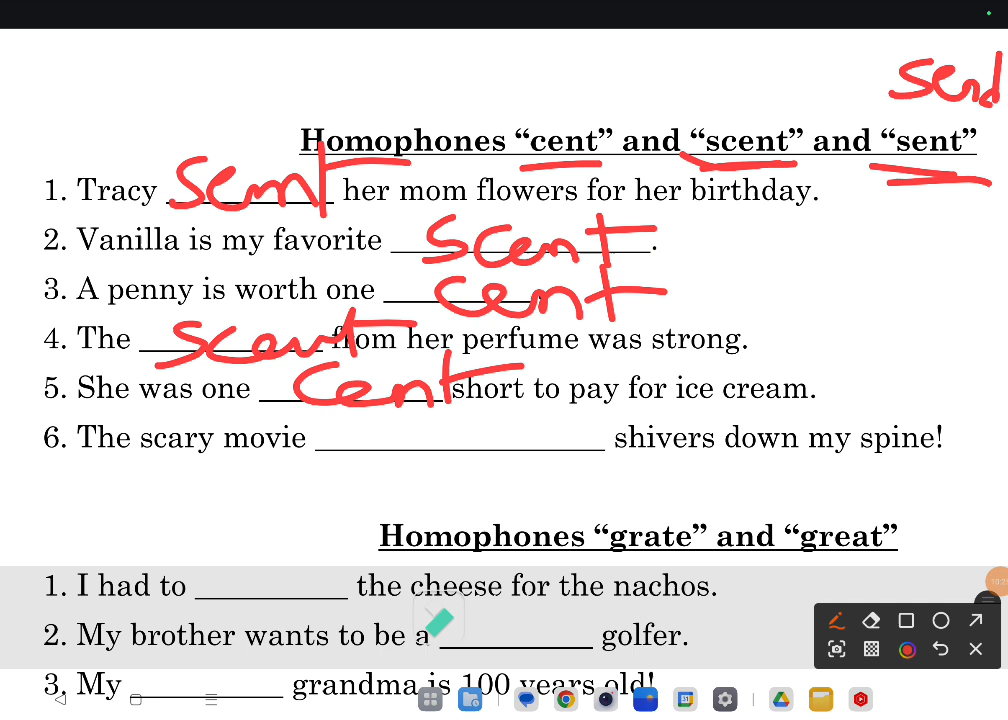 send
Homophones “cent” and “scent” and “sent”
1. Tracy sent her mom flowers for her birthday.
2. Vanilla is my favorite scent.
3. A penny is worth one cent.
4. The scent from her perfume was strong.
5. She was one cent short to pay for ice cream.
6. The scary movie ____________ shivers down my spine!
Homophones “grate” and “great”
1. I had to ________ the cheese for the nachos.
2. My brother wants to be a ________ golfer.
3. My ________ grandma is 100 years old!